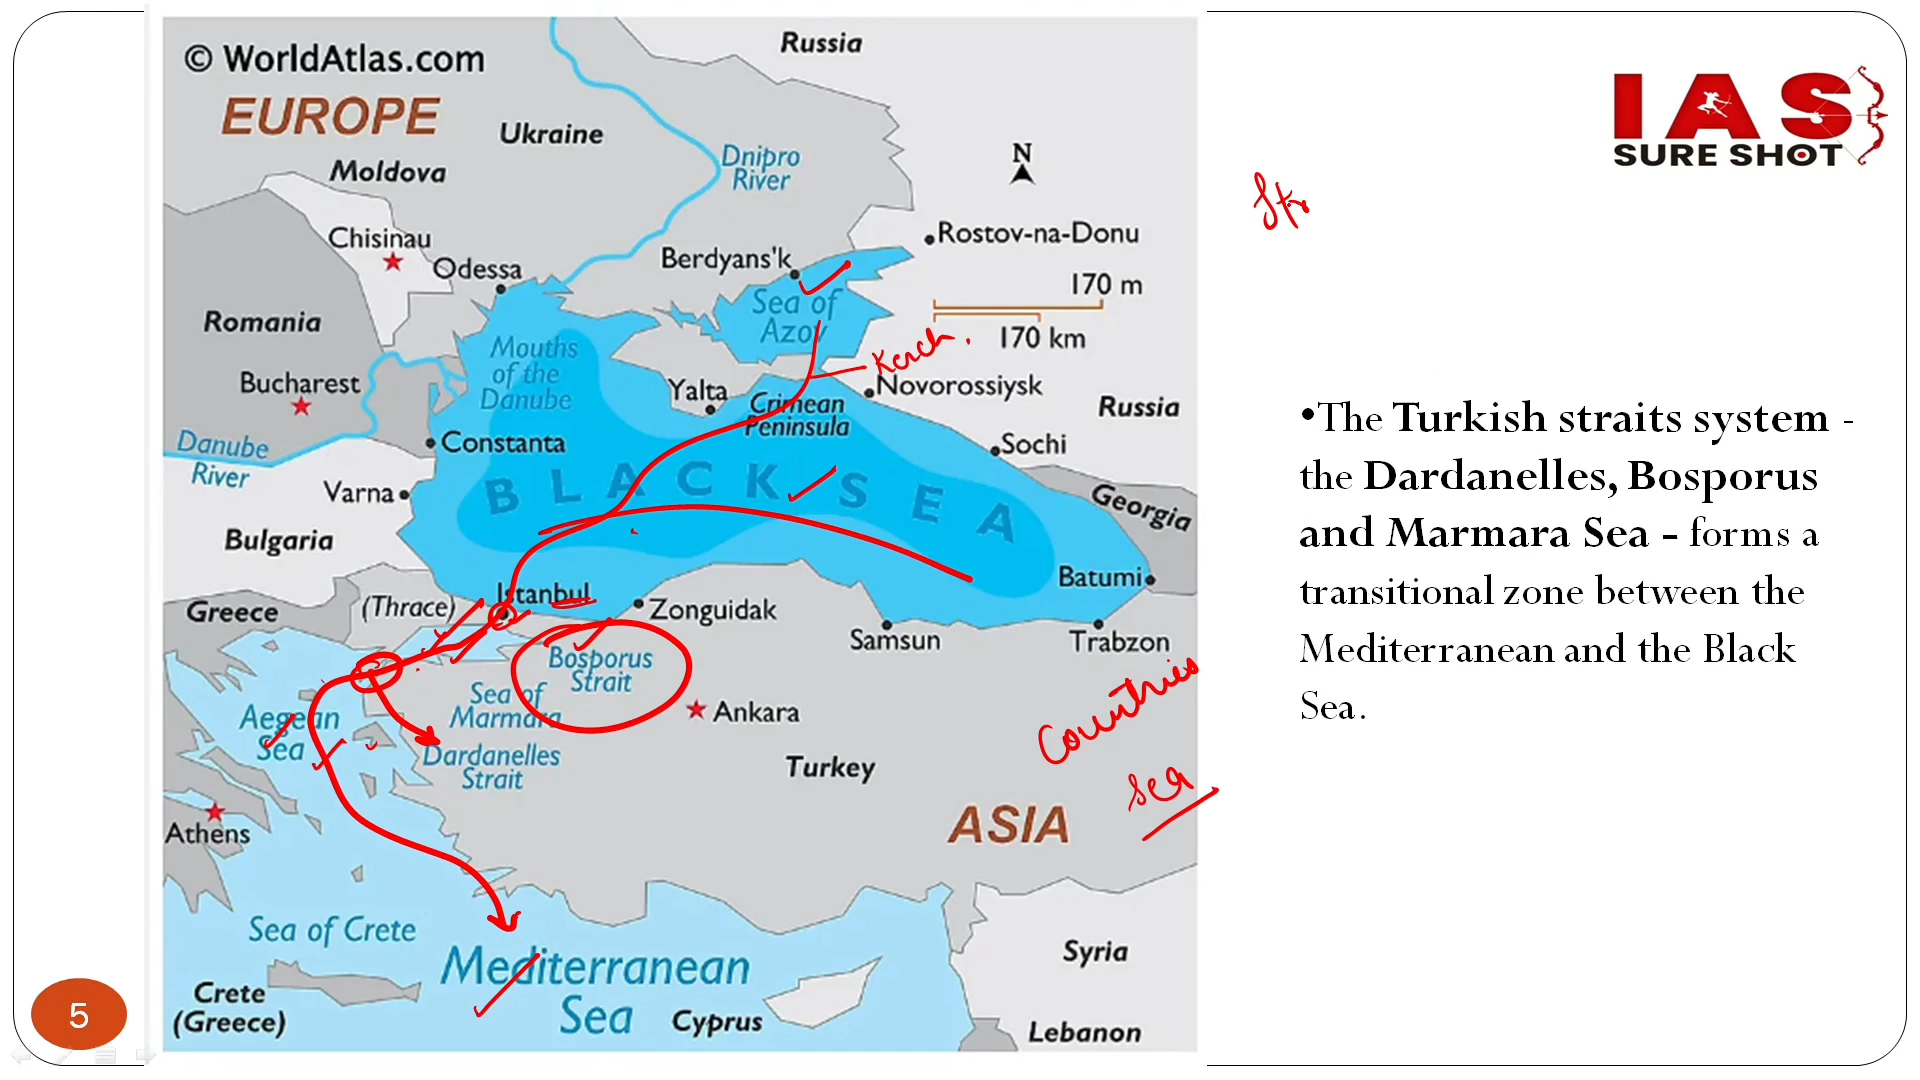 © WorldAtlas.com
EUROPE
Russia
Ukraine
Moldova
Dnipro
River
N
Chisinau
Odessa
Berdyans'k
Rostov-na-Donu
170 m
170 km
Sea of
Azov
Kerch.
Romania
Mouths
of the
Danube
Bucharest
Yalta
Crimean
Peninsula
Novorossiysk
Russia
Danube
River
Constanta
Sochi
Varna
BLACK SEA
Georgia
Bulgaria
Batumi
Greece
(Thrace)
Istanbul
Zonguidak
Samsun
Trabzon
Bosporus
Strait
Sea of
Marmara
Ankara
Aegean
Sea
Dardanelles
Strait
Turkey
Countries
Sea
Athens
ASIA
Sea of Crete
Mediterranean
Sea
Syria
Crete
(Greece)
Cyprus
Lebanon
5
IAS
SURE SHOT
•The Turkish straits system -
the Dardanelles, Bosporus
and Marmara Sea - forms a
transitional zone between the
Mediterranean and the Black
Sea.